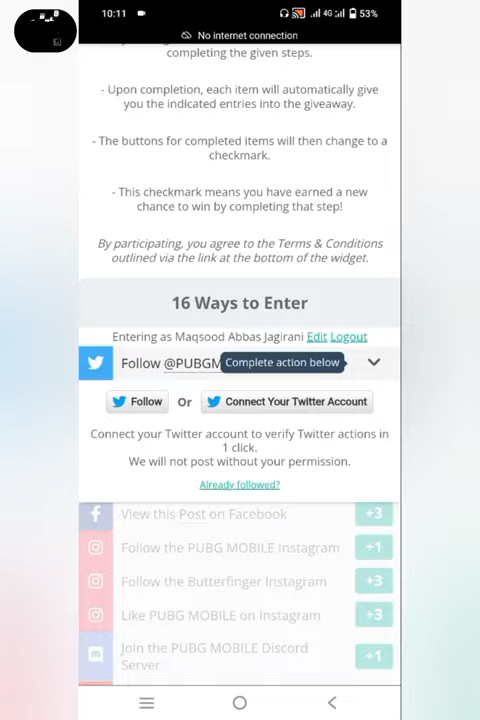 10:11
4G
53%
No internet connection
completing the given steps.
- Upon completion, each item will automatically give
you the indicated entries into the giveaway.
- The buttons for completed items will then change to a
checkmark.
- This checkmark means you have earned a new
chance to win by completing that step!
By participating, you agree to the Terms & Conditions
outlined via the link at the bottom of the widget.
16 Ways to Enter
Entering as Maqsood Abbas Jagirani Edit Logout
Follow @PUBGM Complete action below
Follow Or Connect Your Twitter Account
Connect your Twitter account to verify Twitter actions in
1 click.
We will not post without your permission.
Already followed?
View this Post on Facebook +3
Follow the PUBG MOBILE Instagram +1
Follow the Butterfinger Instagram +3
Like PUBG MOBILE on Instagram +3
Join the PUBG MOBILE Discord
Server +1